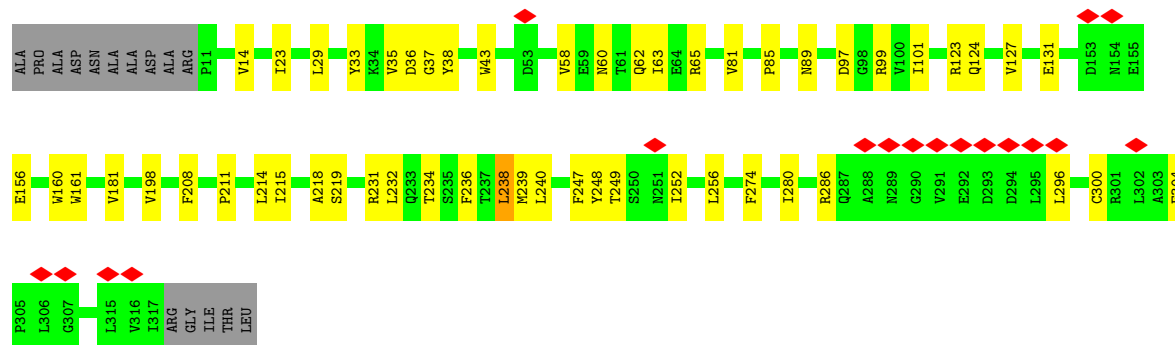 ALA PRO ALA ASP ASN ALA ALA ASP ALA ARG P11 V14 I23 L29 Y33 K34 V35 D36 G37 Y38 W43 D53 V58 E59 N60 T61 Q62 I63 E64 R65 V81 P85 N89 D97 G98 R99 V100 I101 R123 Q124 V127 E131 D153 N154 E155
E156 W160 W161 V181 V198 F208 P211 L214 I215 A218 S219 R231 L232 Q233 T234 S235 F236 T237 L238 M239 L240 F247 Y248 T249 S250 N251 I252 L256 F274 I280 R286 Q287 A288 N289 G290 V291 E292 D293 D294 L295 L296 C300 R301 L302 A303
P305 L306 G307 L315 V316 I317 ARG GLY ILE THR LEU